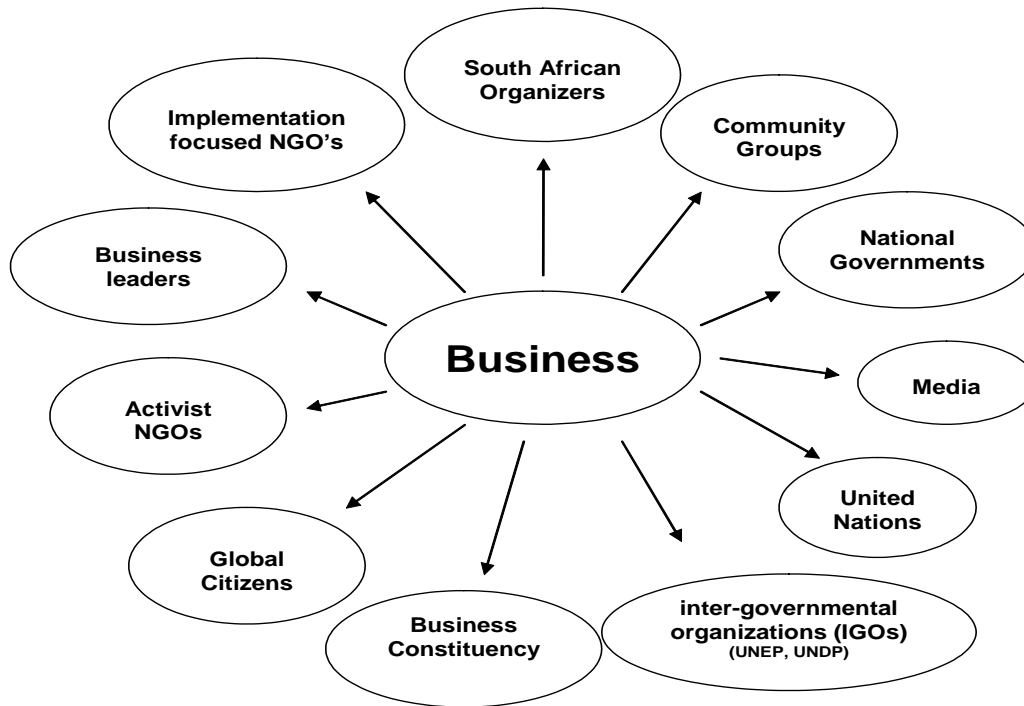 South African
Organizers
Implementation
focused NGO’s
Community
Groups
National
Governments
Business
leaders
Business
Media
Activist
NGOs
United
Nations
Global
Citizens
Business
Constituency
inter-governmental
organizations (IGOs)
(UNEP, UNDP)